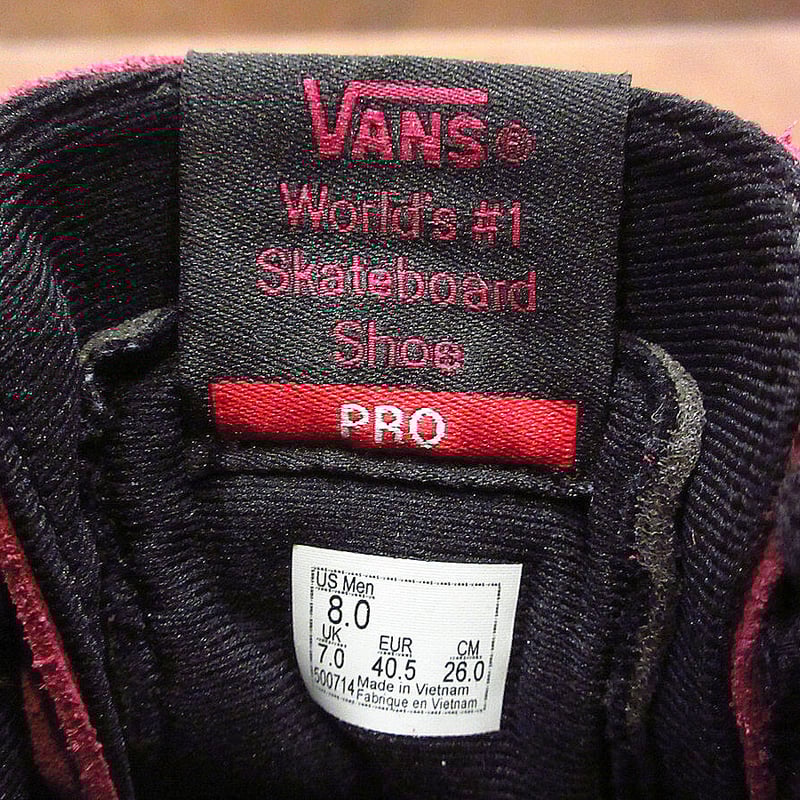 VANS®
World's #1
Skateboard
Shoe
PRO
US Men
8.0
UK EUR CM
7.0 40.5 26.0
500714 Made in Vietnam
Fabrique en Vietnam